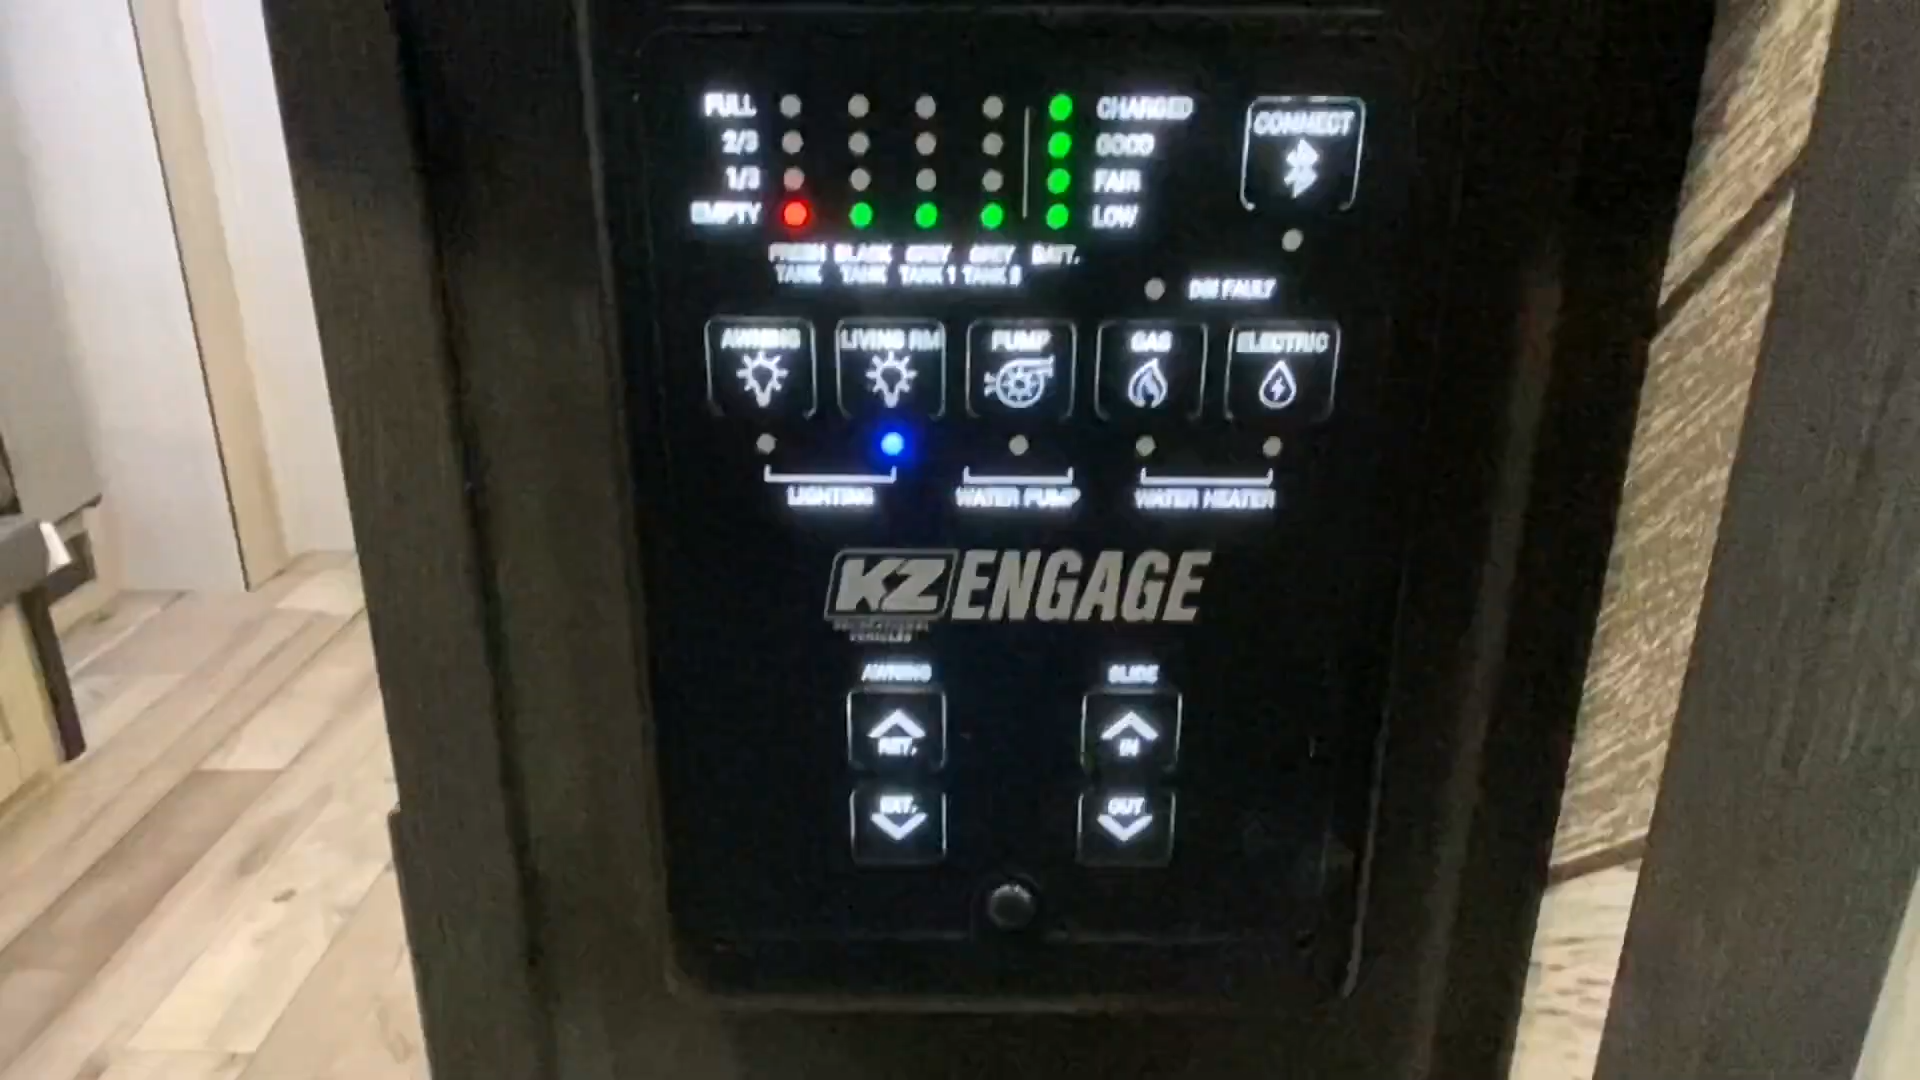 FULL CHARGED
2/3 GOOD
1/3 FAIR
EMPTY LOW
FRESH TANK BLACK TANK GREY TANK 1 GREY TANK 2 BATT.
CONNECT
DSI FAULT
AWNING LIVING RM PUMP GAS ELECTRIC
LIGHTING WATER PUMP WATER HEATER
KZ ENGAGE
RECREATIONAL
VEHICLES
AWNING SLIDE
RET. IN
EXT. OUT